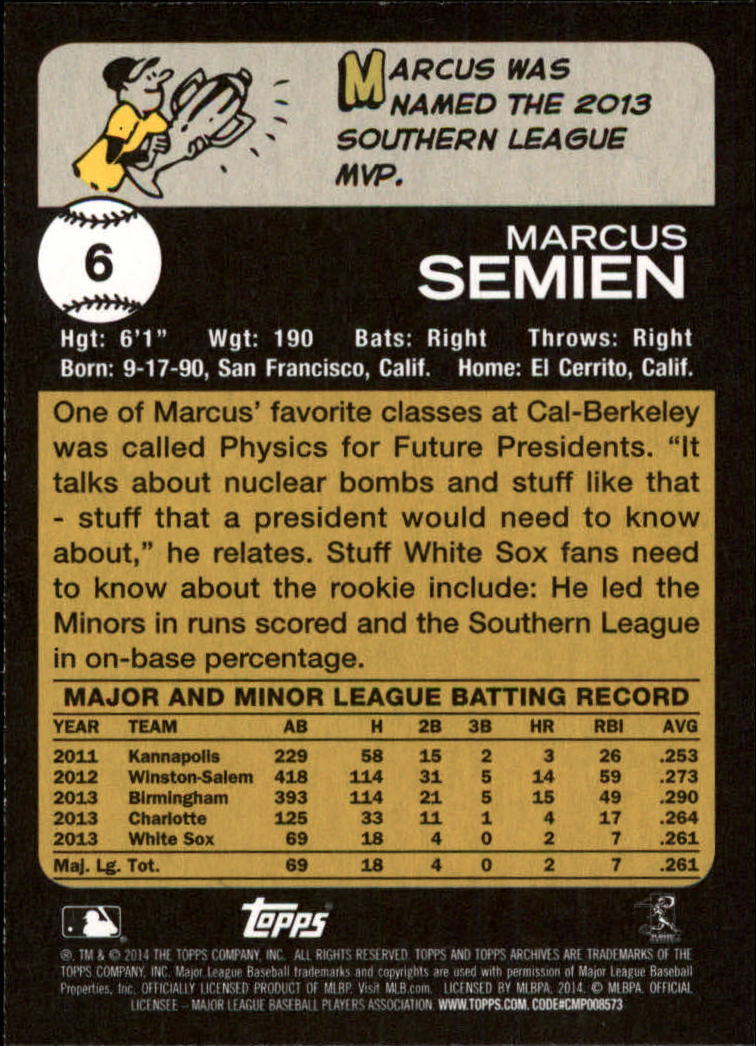 MARCUS WAS
NAMED THE 2013
SOUTHERN LEAGUE
MVP.
6
MARCUS
SEMIEN
Hgt: 6'1” Wgt: 190 Bats: Right Throws: Right
Born: 9-17-90, San Francisco, Calif. Home: El Cerrito, Calif.
One of Marcus’ favorite classes at Cal-Berkeley
was called Physics for Future Presidents. “It
talks about nuclear bombs and stuff like that
- stuff that a president would need to know
about,” he relates. Stuff White Sox fans need
to know about the rookie include: He led the
Minors in runs scored and the Southern League
in on-base percentage.
MAJOR AND MINOR LEAGUE BATTING RECORD
YEAR TEAM AB H 2B 3B HR RBI AVG
2011 Kannapolis 229 58 15 2 3 26 .253
2012 Winston-Salem 418 114 31 5 14 59 .273
2013 Birmingham 393 114 21 5 15 49 .290
2013 Charlotte 125 33 11 1 4 17 .264
2013 White Sox 69 18 4 0 2 7 .261
Maj. Lg. Tot. 69 18 4 0 2 7 .261
Topps
®, TM & © 2014 THE TOPPS COMPANY, INC. ALL RIGHTS RESERVED. TOPPS AND TOPPS ARCHIVES ARE TRADEMARKS OF THE
TOPPS COMPANY, INC. Major League Baseball trademarks and copyrights are used with permission of Major League Baseball
Properties, Inc. OFFICIALLY LICENSED PRODUCT OF MLBP. Visit MLB.com. LICENSED BY MLBPA, 2014. © MLBPA. OFFICIAL
LICENSEE – MAJOR LEAGUE BASEBALL PLAYERS ASSOCIATION. WWW.TOPPS.COM. CODE#CMP008573